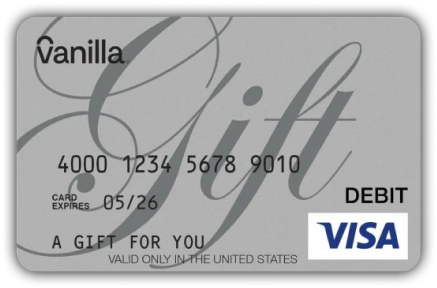 vanilla
Gift
4000 1234 5678 9010
CARD
EXPIRES 05/26
DEBIT
VISA
A GIFT FOR YOU
VALID ONLY IN THE UNITED STATES